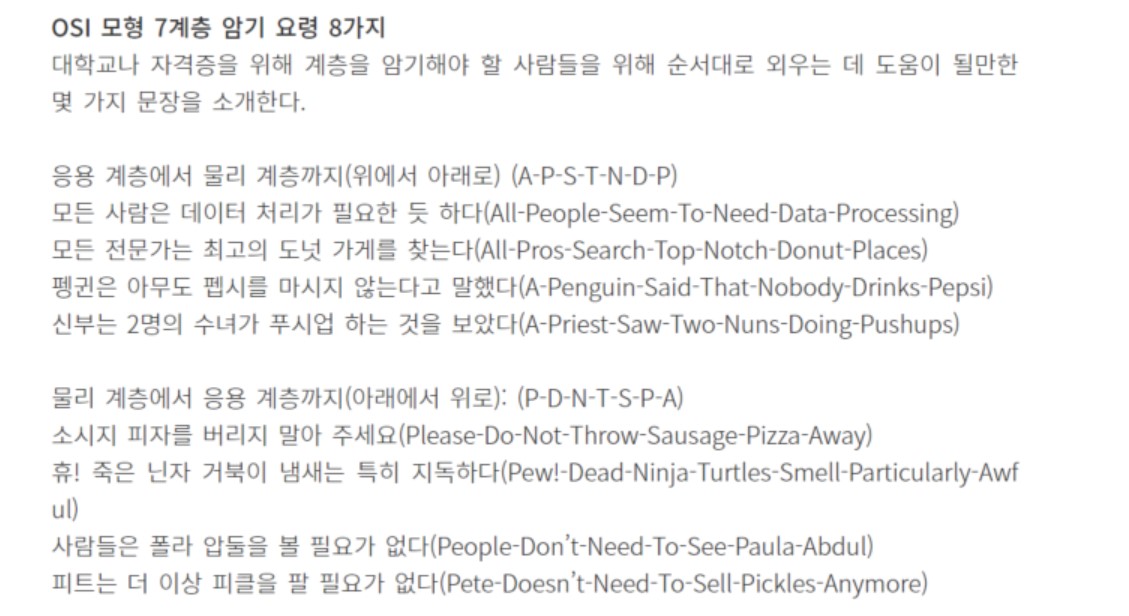 OSI 모형 7계층 암기 요령 8가지
대학교나 자격증을 위해 계층을 암기해야 할 사람들을 위해 순서대로 외우는 데 도움이 될만한
몇 가지 문장을 소개한다.
응용 계층에서 물리 계층까지(위에서 아래로) (A-P-S-T-N-D-P)
모든 사람은 데이터 처리가 필요한 듯 하다(All-People-Seem-To-Need-Data-Processing)
모든 전문가는 최고의 도넛 가게를 찾는다(All-Pros-Search-Top-Notch-Donut-Places)
펭귄은 아무도 펩시를 마시지 않는다고 말했다(A-Penguin-Said-That-Nobody-Drinks-Pepsi)
신부는 2명의 수녀가 푸시업 하는 것을 보았다(A-Priest-Saw-Two-Nuns-Doing-Pushups)
물리 계층에서 응용 계층까지(아래에서 위로): (P-D-N-T-S-P-A)
소시지 피자를 버리지 말아 주세요(Please-Do-Not-Throw-Sausage-Pizza-Away)
휴! 죽은 닌자 거북이 냄새는 특히 지독하다(Pew!-Dead-Ninja-Turtles-Smell-Particularly-Awf
ul)
사람들은 폴라 압둘을 볼 필요가 없다(People-Don’t-Need-To-See-Paula-Abdul)
피트는 더 이상 피클을 팔 필요가 없다(Pete-Doesn’t-Need-To-Sell-Pickles-Anymore)